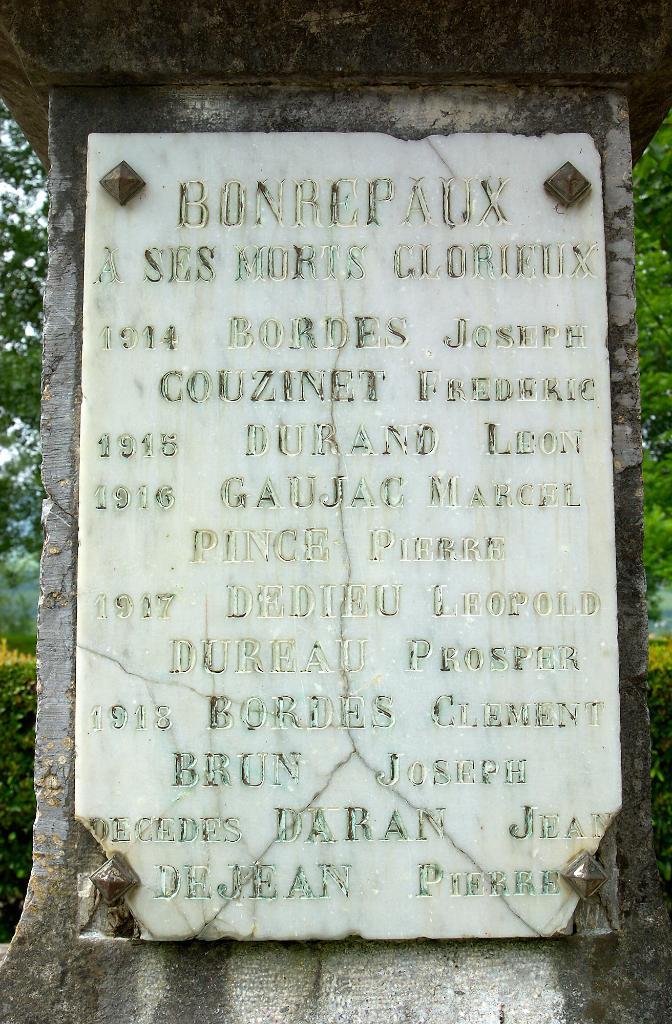 BONREPAUX
A SES MORTS GLORIEUX
1914 BORDES JOSEPH
COUZINET FREDERIC
1915 DURAND LEON
1916 GAUJAC MARCEL
PINCE PIERRE
1917 DEDIEU LEOPOLD
DUREAU PROSPER
1918 BORDES CLEMENT
BRUN JOSEPH
DECEDES DARAN JEAN
DEJEAN PIERRE